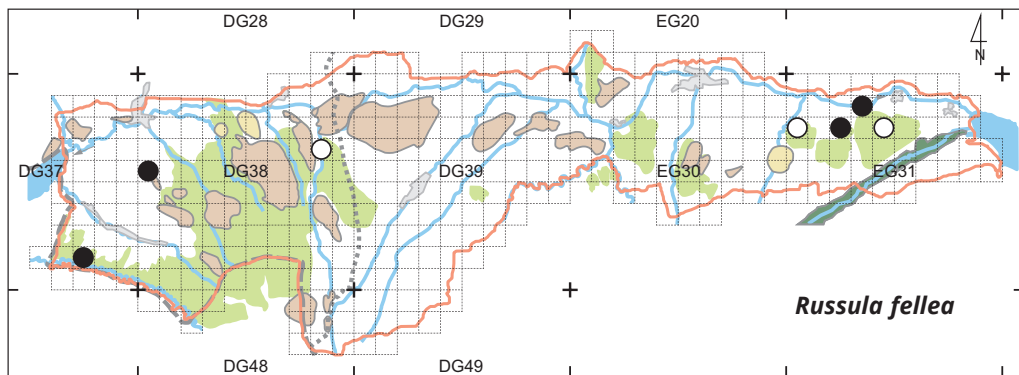 DG28 DG29 EG20
N
DG37 DG38 DG39 EG30 EG31
Russula fellea
DG48 DG49